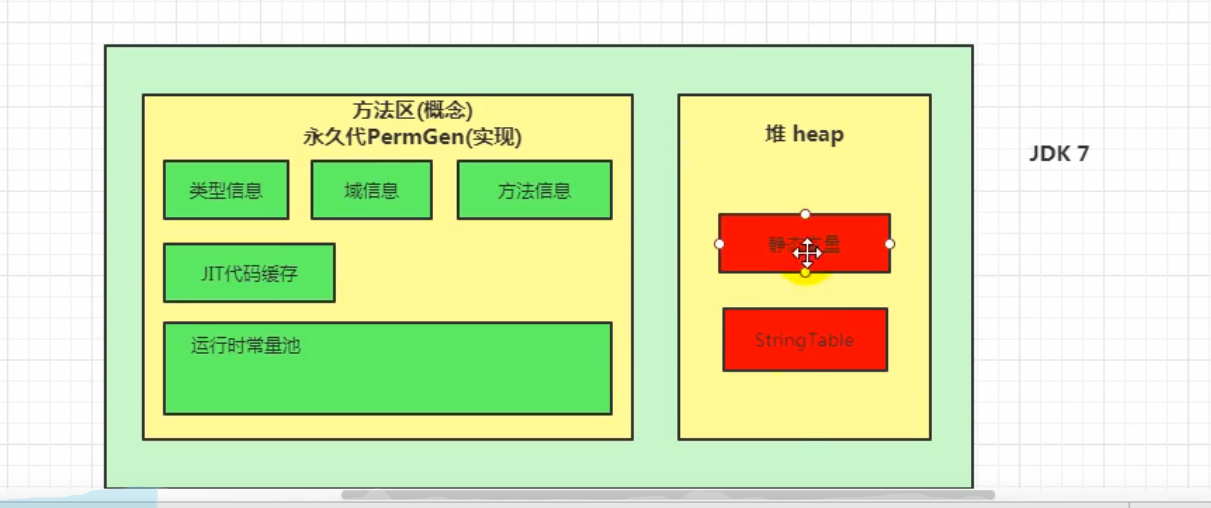 方法区(概念)
永久代PermGen(实现)
类型信息
域信息
方法信息
JIT代码缓存
运行时常量池
堆 heap
静态变量
StringTable
JDK 7